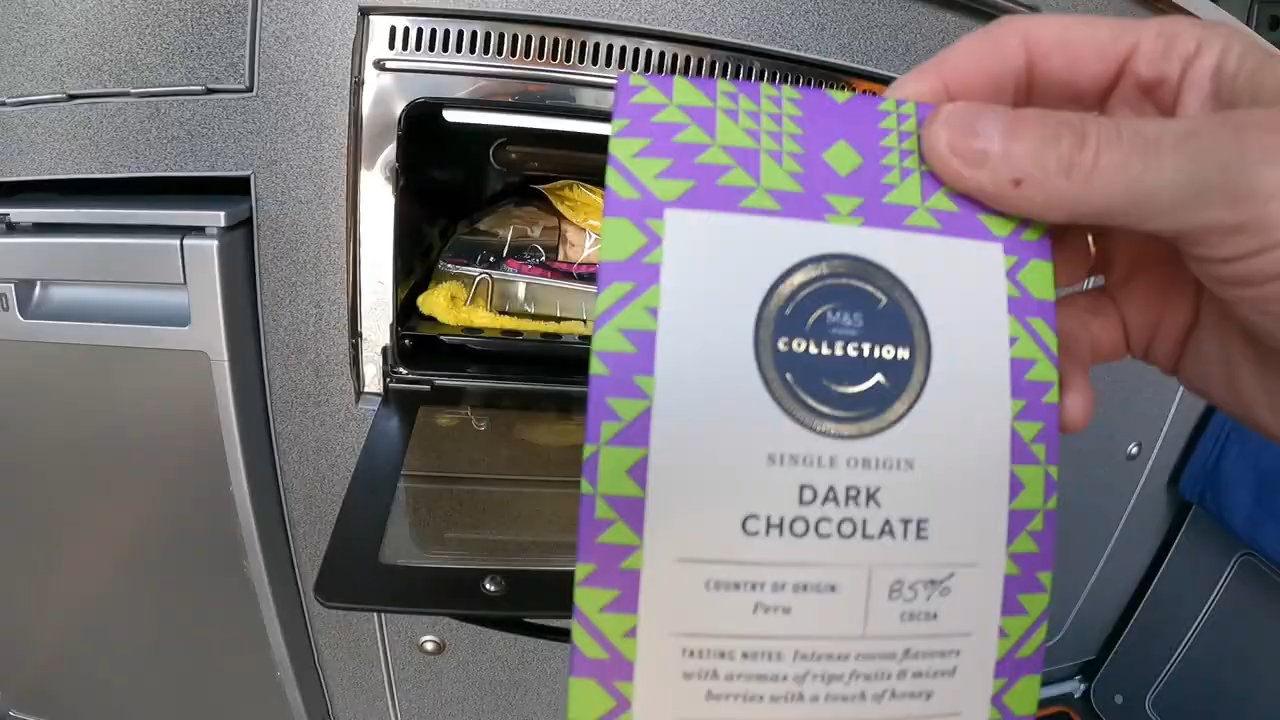 M&S
COLLECTION
SINGLE ORIGIN
DARK
CHOCOLATE
COUNTRY OF ORIGIN:
Peru
85%
COCOA
TASTING NOTES: Intense cocoa flavours
with aromas of ripe fruits & mixed
berries with a touch of honey